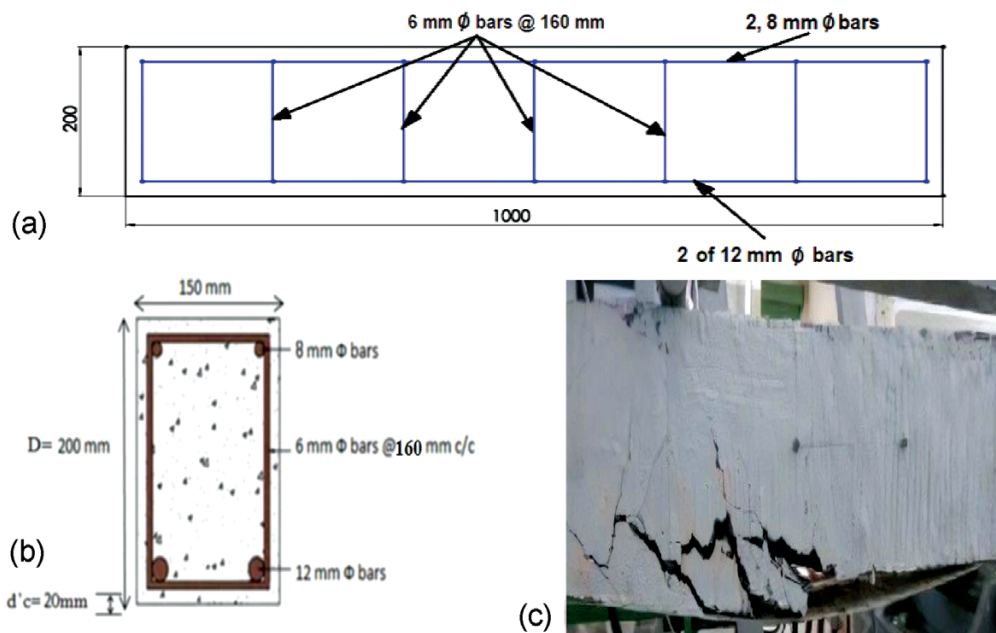 6 mm ϕ bars @ 160 mm
2, 8 mm ϕ bars
200
1000
(a)
2 of 12 mm ϕ bars
150 mm
8 mm Φ bars
D= 200 mm
6 mm Φ bars @160 mm c/c
(b)
12 mm Φ bars
d'c=20mm
(c)